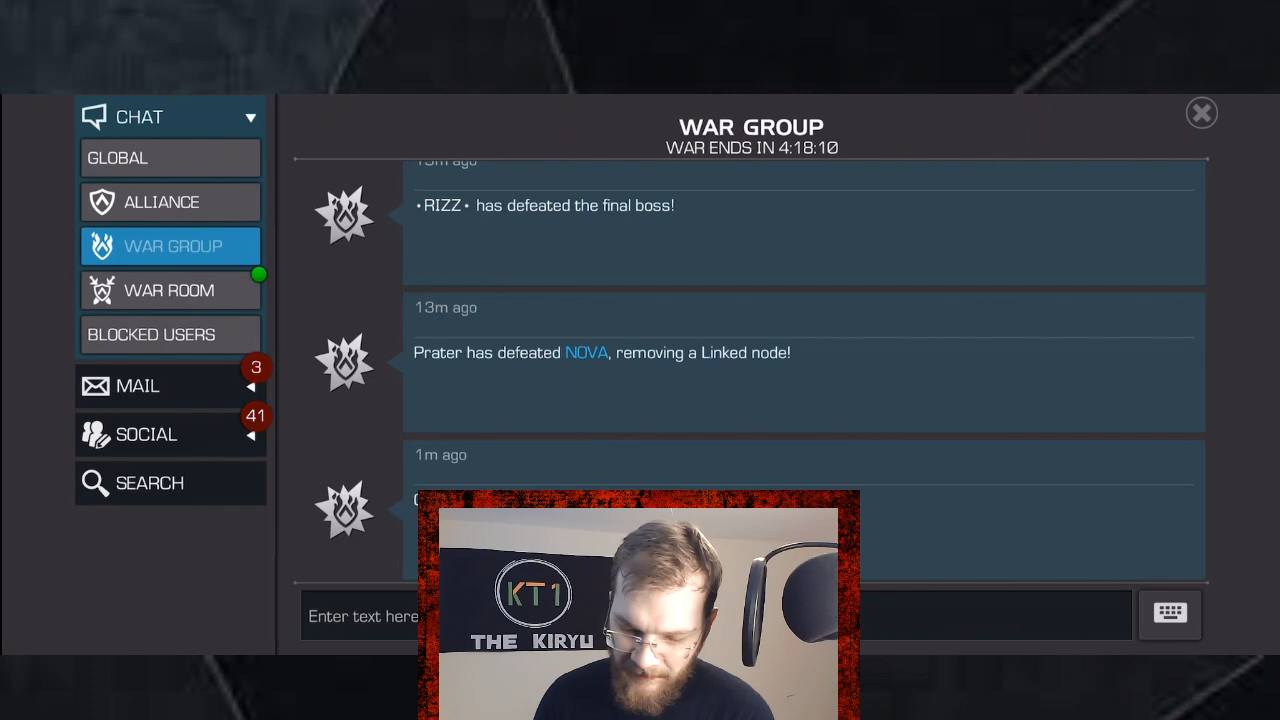 CHAT
GLOBAL
ALLIANCE
WAR GROUP
WAR ROOM
BLOCKED USERS
3
MAIL
41
SOCIAL
SEARCH
WAR GROUP
WAR ENDS IN 4:18:10
•RIZZ• has defeated the final boss!
13m ago
Prater has defeated NOVA, removing a Linked node!
1m ago
Enter text here
KT1
THE KIRYU